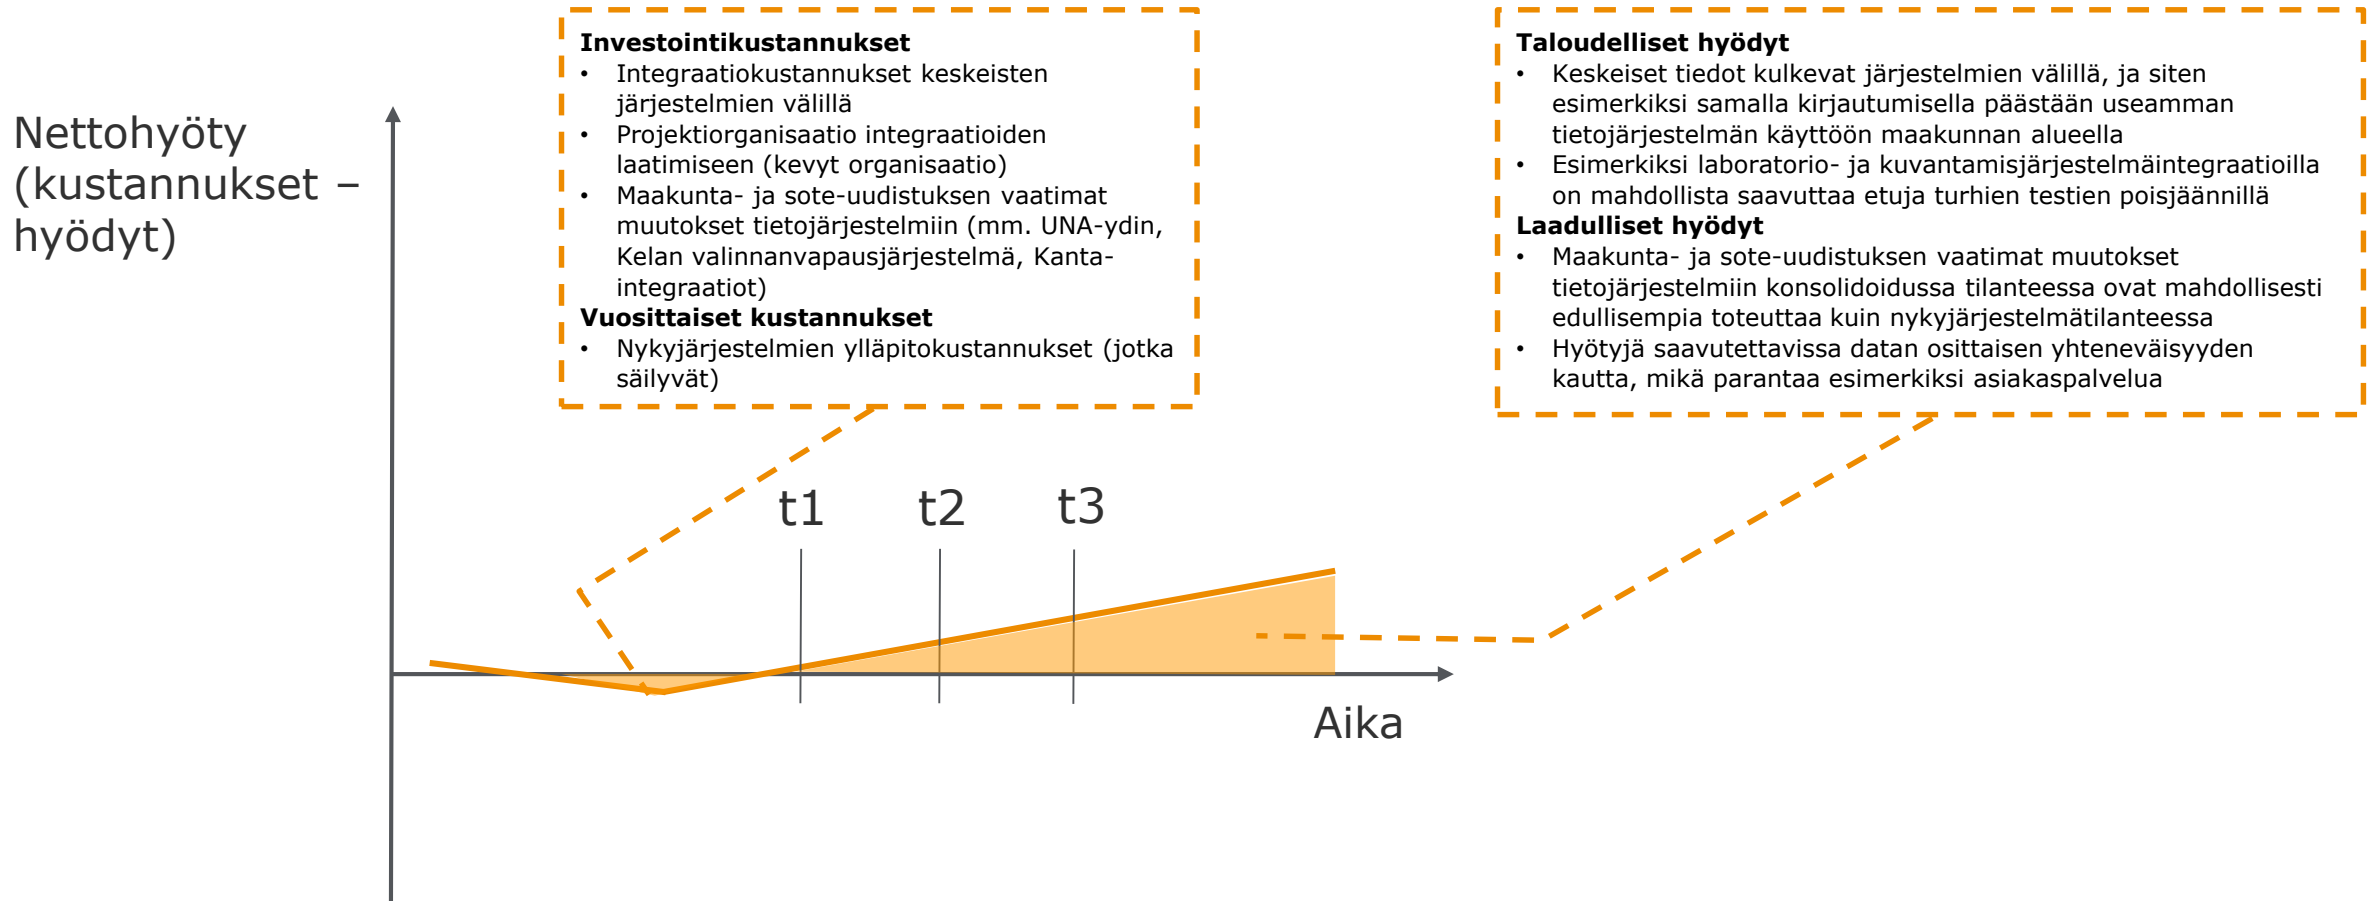 Nettohyöty
(kustannukset –
hyödyt)
Investointikustannukset
• Integraatiokustannukset keskeisten
järjestelmien välillä
• Projektiorganisaatio integraatioiden
laatimiseen (kevyt organisaatio)
• Maakunta- ja sote-uudistuksen vaatimat
muutokset tietojärjestelmiin (mm. UNA-ydin,
Kelan valinnanvapausjärjestelmä, Kanta-
integraatiot)
Vuosittaiset kustannukset
• Nykyjärjestelmien ylläpitokustannukset (jotka
säilyvät)
Taloudelliset hyödyt
• Keskeiset tiedot kulkevat järjestelmien välillä, ja siten
esimerkiksi samalla kirjautumisella päästään useamman
tietojärjestelmän käyttöön maakunnan alueella
• Esimerkiksi laboratorio- ja kuvantamisjärjestelmäintegraatioilla
on mahdollista saavuttaa etuja turhien testien poisjäännillä
Laadulliset hyödyt
• Maakunta- ja sote-uudistuksen vaatimat muutokset
tietojärjestelmiin konsolidoidussa tilanteessa ovat mahdollisesti
edullisempia toteuttaa kuin nykyjärjestelmätilanteessa
• Hyötyjä saavutettavissa datan osittaisen yhteneväisyyden
kautta, mikä parantaa esimerkiksi asiakaspalvelua
t1
t2
t3
Aika